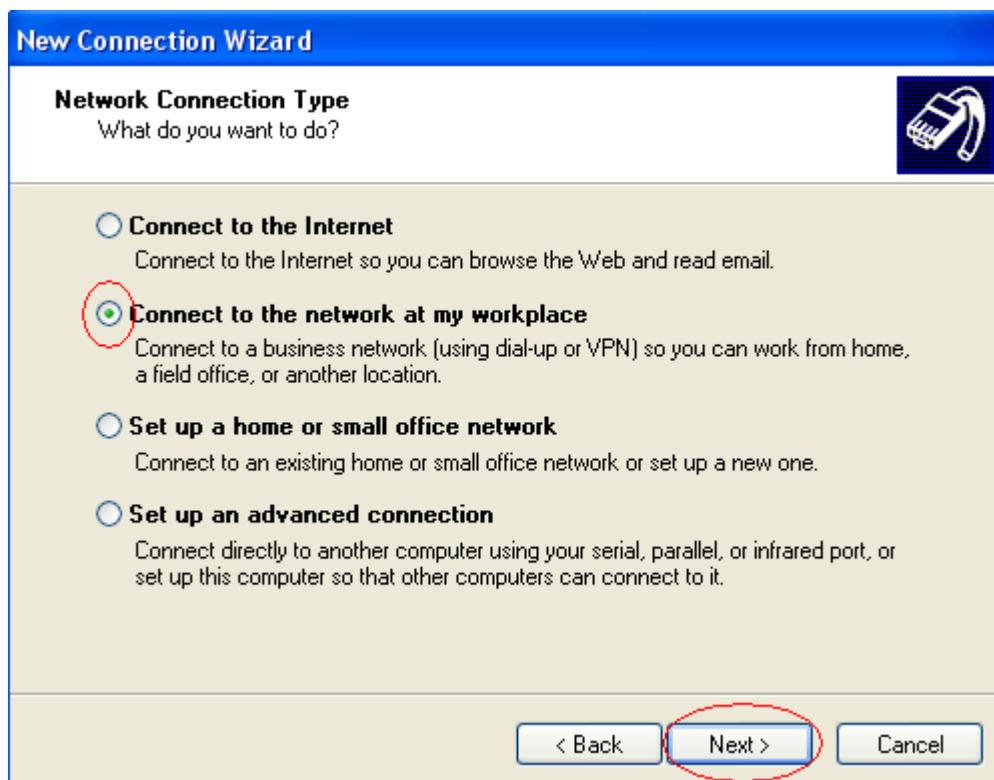 New Connection Wizard
Network Connection Type
What do you want to do?
Connect to the Internet
Connect to the Internet so you can browse the Web and read email.
Connect to the network at my workplace
Connect to a business network (using dial-up or VPN) so you can work from home,
a field office, or another location.
Set up a home or small office network
Connect to an existing home or small office network or set up a new one.
Set up an advanced connection
Connect directly to another computer using your serial, parallel, or infrared port, or
set up this computer so that other computers can connect to it.
< Back
Next >
Cancel